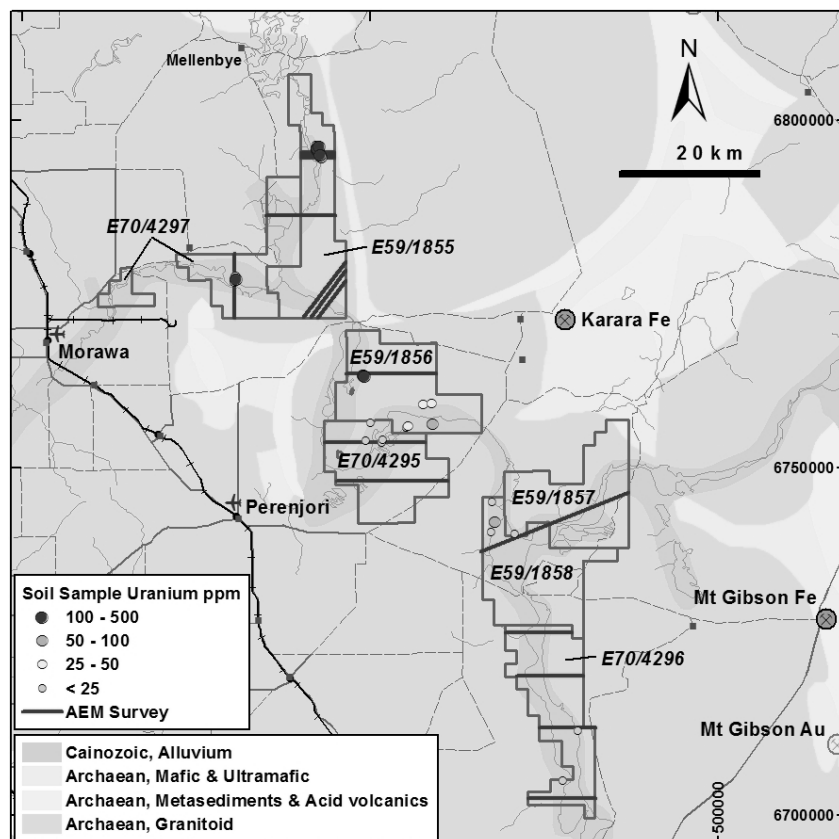 Mellenbye
N
6800000
20 km
E70/4297
E59/1855
Karara Fe
Morawa
E59/1856
E70/4295
6750000
E59/1857
Perenjori
E59/1858
Mt Gibson Fe
Soil Sample Uranium ppm
100 - 500
50 - 100
25 - 50
< 25
AEM Survey
E70/4296
Mt Gibson Au
Cainozoic, Alluvium
Archaean, Mafic & Ultramafic
Archaean, Metasediments & Acid volcanics
Archaean, Granitoid
500000
6700000